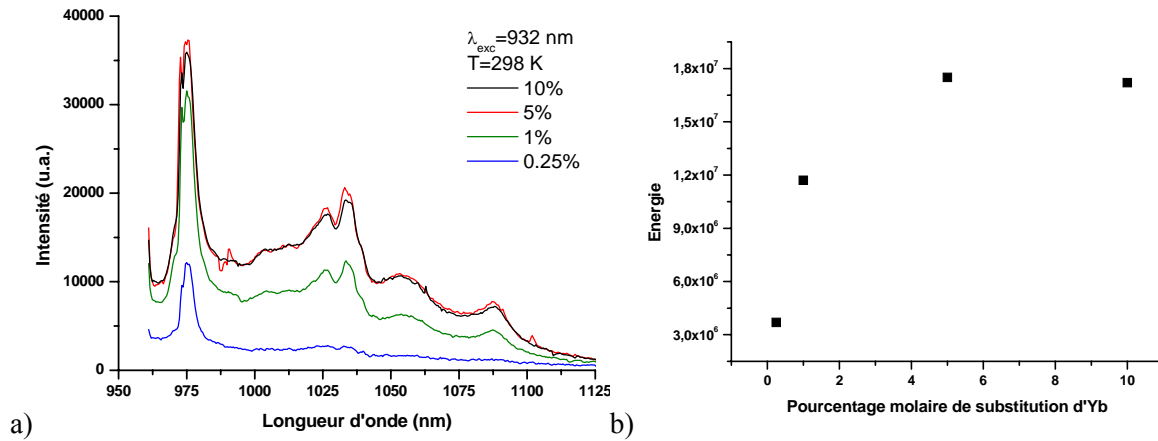 40000
30000
20000
10000
0
Intensité (u.a.)
950
975
1000
1025
1050
1075
1100
1125
Longueur d'onde (nm)
λexc=932 nm
T=298 K
10%
5%
1%
0.25%
a)
1,8x10⁷
1,5x10⁷
1,2x10⁷
9,0x10⁶
6,0x10⁶
3,0x10⁶
Energie
0
2
4
6
8
10
Pourcentage molaire de substitution d'Yb
b)